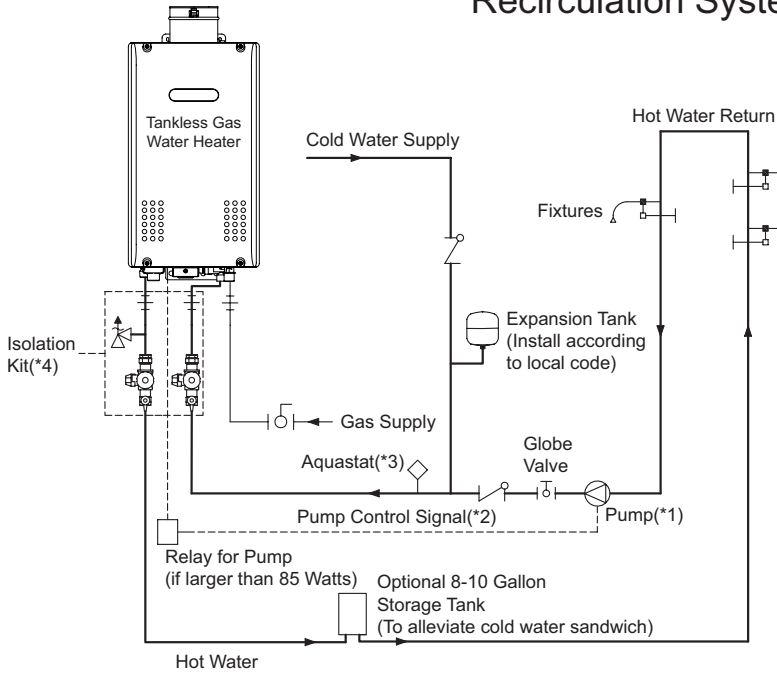 Recirculation Syste
Tankless Gas
Water Heater
Cold Water Supply
Hot Water Return
Fixtures
Isolation
Kit(*4)
Expansion Tank
(Install according
to local code)
Gas Supply
Globe
Valve
Aquastat(*3)
Pump Control Signal(*2)
Pump(*1)
Relay for Pump
(if larger than 85 Watts)
Optional 8-10 Gallon
Storage Tank
(To alleviate cold water sandwich)
Hot Water